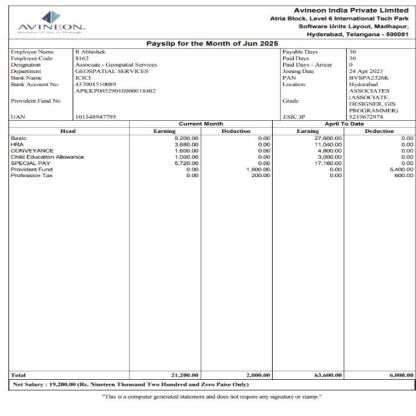 Avineon India Private Limited
Atria Block, Level 6 International Tech Park
Software Units Layout, Madhapur,
Hyderabad, Telangana - 500081
AVINEON.
Payslip for the Month of Jun 2025
Employee Name R Abhishek Payable Days 30
Employee Code 8162 Paid Days 30
Designation Associate - Geospatial Services Paid Days - Arrear 0
Department GEOSPATIAL SERVICES Joining Date 24 Apr 2023
Bank Name ICICI PAN BVSPA2326K
Bank Account No 437001510089 Location Hyderabad
Provident Fund No APKKP00329010000018402 Grade ASSOCIATES
(ASSOCIATE,
DESIGNER, GIS
PROGRAMMER)
UAN 101348947795 ESIC IP 5219672978
Current Month April To Date
Head Earning Deduction Earning Deduction
Basic 9,200.00 0.00 27,600.00 0.00
HRA 3,680.00 0.00 11,040.00 0.00
CONVEYANCE 1,600.00 0.00 4,800.00 0.00
Child Education Allowance 1,000.00 0.00 3,000.00 0.00
SPECIAL PAY 5,720.00 0.00 17,160.00 0.00
Provident Fund 0.00 1,800.00 0.00 5,400.00
Profession Tax 0.00 200.00 0.00 600.00
Total 21,200.00 2,000.00 63,600.00 6,000.00
Net Salary : 19,200.00 (Rs. Nineteen Thousand Two Hundred and Zero Paise Only)
"This is a computer generated statement and does not require any signature or stamp."